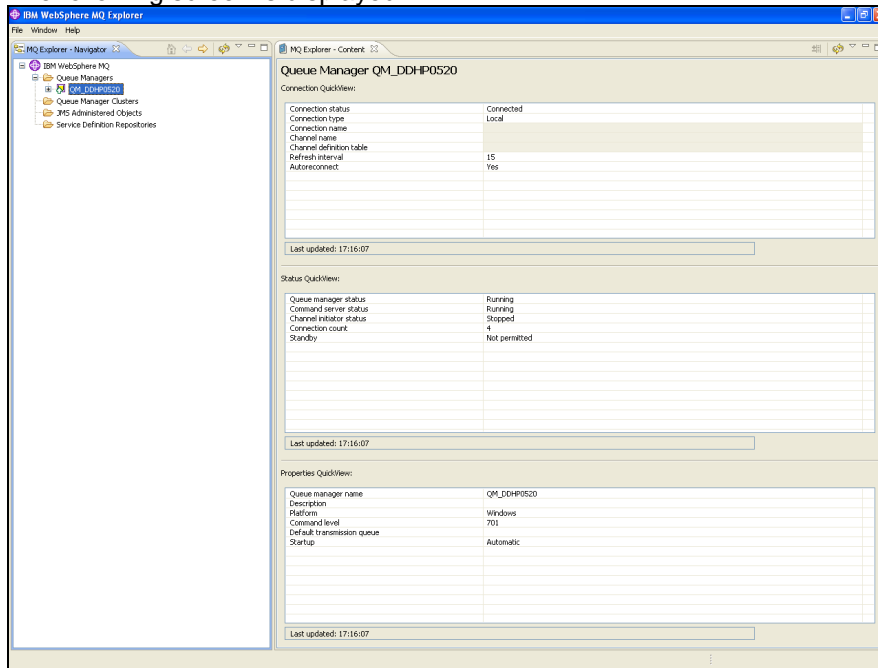 IBM WebSphere MQ Explorer
File Window Help
MQ Explorer - Navigator
IBM WebSphere MQ
Queue Managers
QM_DDHP0520
Queue Manager Clusters
JMS Administered Objects
Service Definition Repositories
MQ Explorer - Content
Queue Manager QM_DDHP0520
Connection QuickView:
Connection status Connected
Connection type Local
Connection name
Channel name
Channel definition table
Refresh interval 15
Autoreconnect Yes
Last updated: 17:16:07
Status QuickView:
Queue manager status Running
Command server status Running
Channel initiator status Stopped
Connection count 4
Standby Not permitted
Last updated: 17:16:07
Properties QuickView:
Queue manager name QM_DDHP0520
Description
Platform Windows
Command level 701
Default transmission queue
Startup Automatic
Last updated: 17:16:07